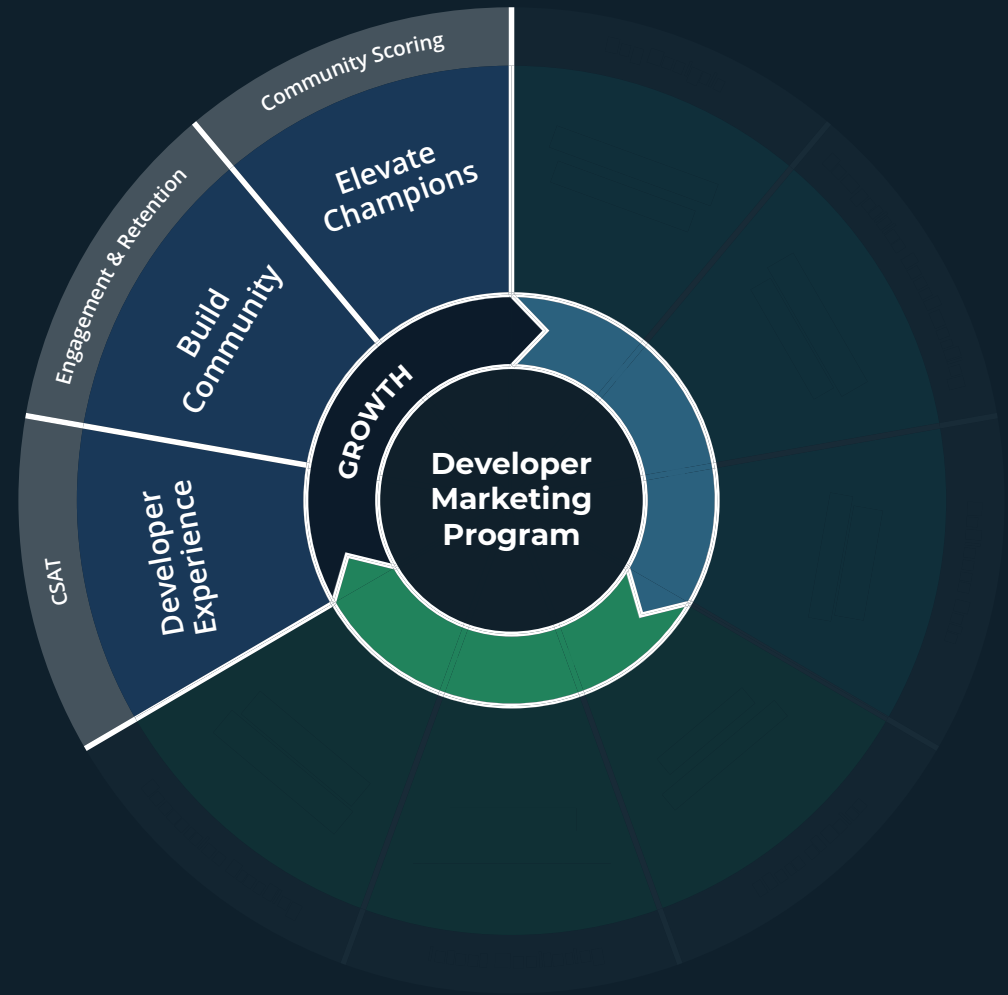 Community Scoring
Elevate
Champions
Engagement & Retention
Build
Community
CSAT
Developer
Experience
GROWTH
Developer
Marketing
Program